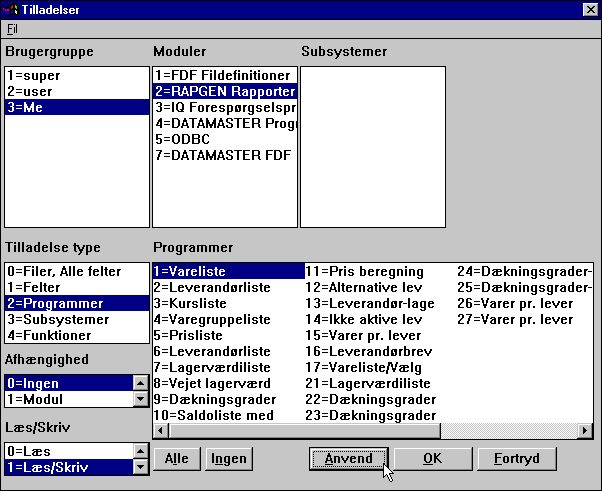 Tilladelser
Fil
Brugergruppe
Moduler
Subsystemer
1=super
2=user
3=Me
1=FDF Fildefinitioner
2=RAPGEN Rapporter
3=IQ Forespørgselspr
4=DATAMASTER Progr
5=ODBC
7=DATAMASTER FDF
Tilladelse type
0=Filer, Alle felter
1=Felter
2=Programmer
3=Subsystemer
4=Funktioner
Afhængighed
0=Ingen
1=Modul
Læs/Skriv
0=Læs
1=Læs/Skriv
Programmer
1=Vareliste
2=Leverandørliste
3=Kursliste
4=Varegruppeliste
5=Prisliste
6=Leverandørliste
7=Lagerværdiliste
8=Vejet lagerværd
9=Dækningsgrader
10=Saldoliste med
11=Pris beregning
12=Alternative lev
13=Leverandør-lage
14=Ikke aktive lev
15=Varer pr. lever
16=Leverandørbrev
17=Vareliste/Vælg
21=Lagerværdiliste
22=Dækningsgrader
23=Dækningsgrader
24=Dækningsgrader-
25=Dækningsgrader-
26=Varer pr. lever
27=Varer pr. lever
Alle
Ingen
Anvend
OK
Fortryd